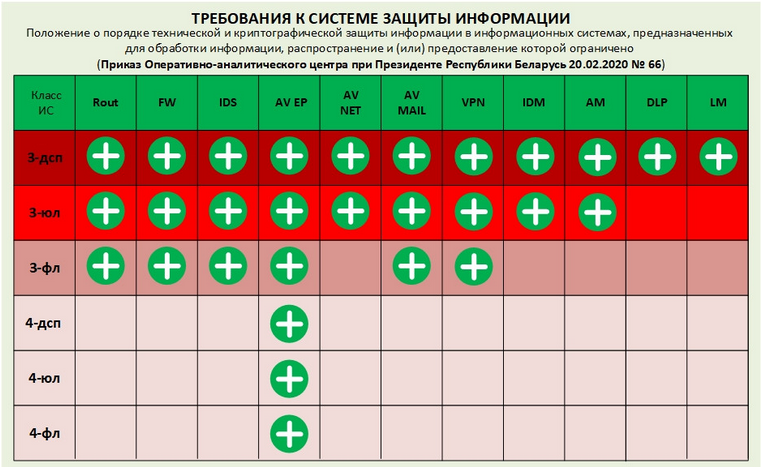 ТРЕБОВАНИЯ К СИСТЕМЕ ЗАЩИТЫ ИНФОРМАЦИИ
Положение о порядке технической и криптографической защиты информации в информационных системах, предназначенных
для обработки информации, распространение и (или) предоставление которой ограничено
(Приказ Оперативно-аналитического центра при Президенте Республики Беларусь 20.02.2020 № 66)
Класс ИС Rout FW IDS AV EP AV NET AV MAIL VPN IDM AM DLP LM
3-дсп
3-юл
3-фл
4-дсп
4-юл
4-фл